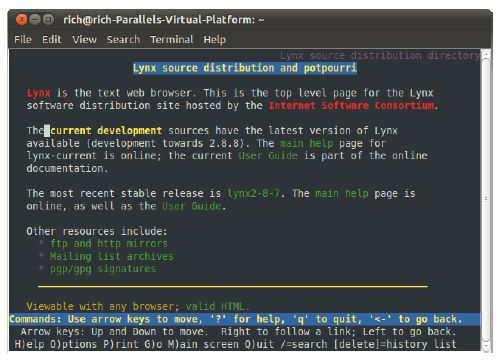 rich@rich-Parallels-Virtual-Platform: ~
File Edit View Search Terminal Help
Lynx source distribution directory
Lynx source distribution and potpourri
Lynx is the text web browser. This is the top level page for the Lynx
software distribution site hosted by the Internet Software Consortium.
The current development sources have the latest version of Lynx
available (development towards 2.8.8). The main help page for
lynx-current is online; the current User Guide is part of the online
documentation.
The most recent stable release is lynx2-8-7. The main help page is
online, as well as the User Guide.
Other resources include:
* ftp and http mirrors
* Mailing list archives
* pgp/gpg signatures
Viewable with any browser; valid HTML.
Commands: Use arrow keys to move, '?' for help, 'q' to quit, '<-' to go back.
Arrow keys: Up and Down to move. Right to follow a link; Left to go back.
H)elp O)ptions P)rint G)o M)ain screen Q)uit /=search [delete]=history list